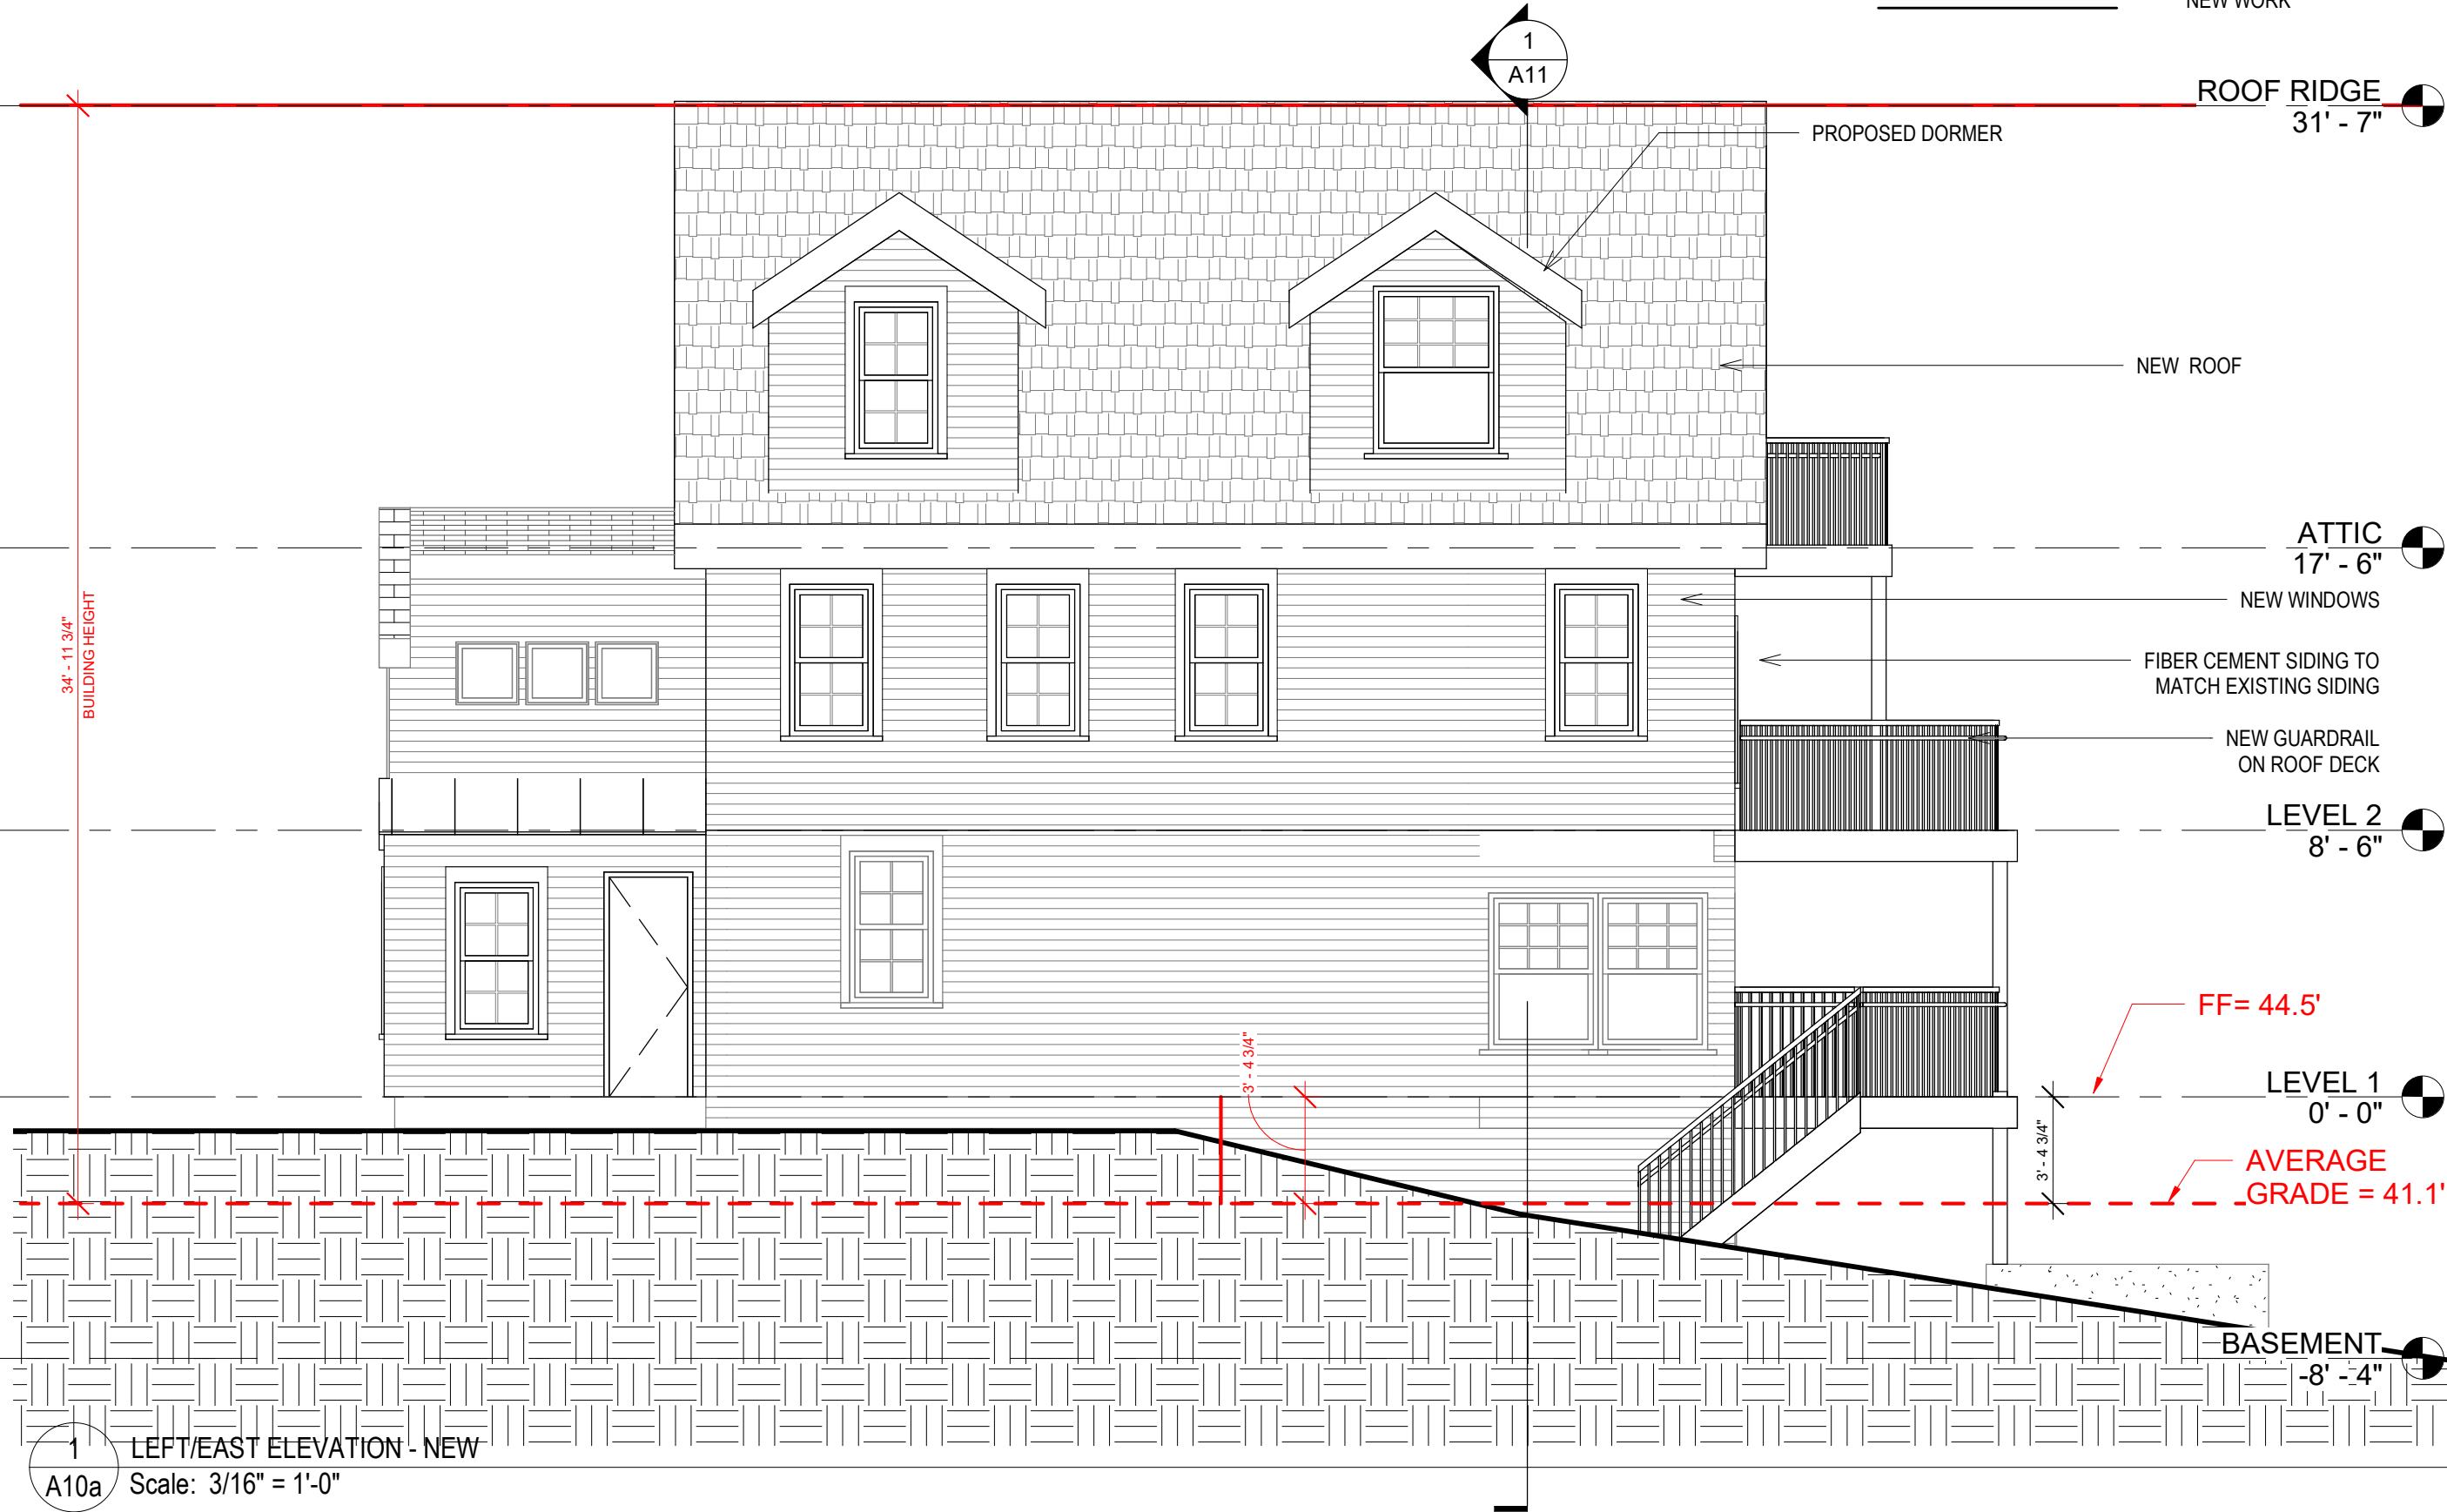 NEW WORK
1
A11
ROOF RIDGE
31' - 7"
PROPOSED DORMER
NEW ROOF
ATTIC
17' - 6"
NEW WINDOWS
34' - 11 3/4"
BUILDING HEIGHT
FIBER CEMENT SIDING TO
MATCH EXISTING SIDING
NEW GUARDRAIL
ON ROOF DECK
LEVEL 2
8' - 6"
FF= 44.5'
3' - 4 3/4"
LEVEL 1
0' - 0"
3' - 4 3/4"
AVERAGE
GRADE = 41.1'
BASEMENT
-8' - 4"
1
A10a
LEFT/EAST ELEVATION - NEW
Scale: 3/16" = 1'-0"